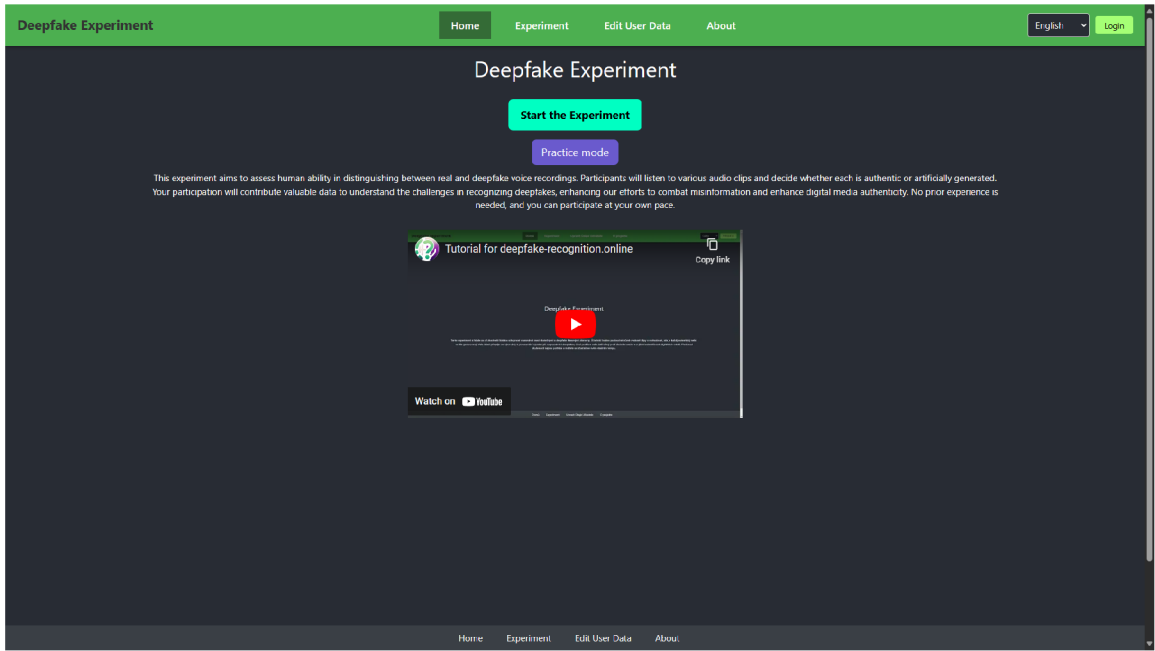 Deepfake Experiment
Home Experiment Edit User Data About
English Login
Deepfake Experiment
Start the Experiment
Practice mode
This experiment aims to assess human ability in distinguishing between real and deepfake voice recordings. Participants will listen to various audio clips and decide whether each is authentic or artificially generated.
Your participation will contribute valuable data to understand the challenges in recognizing deepfakes, enhancing our efforts to combat misinformation and enhance digital media authenticity. No prior experience is
needed, and you can participate at your own pace.
Tutorial for deepfake-recognition.online
Copy link
Deepfake Experiment
Watch on YouTube
Home Experiment Edit User Data About